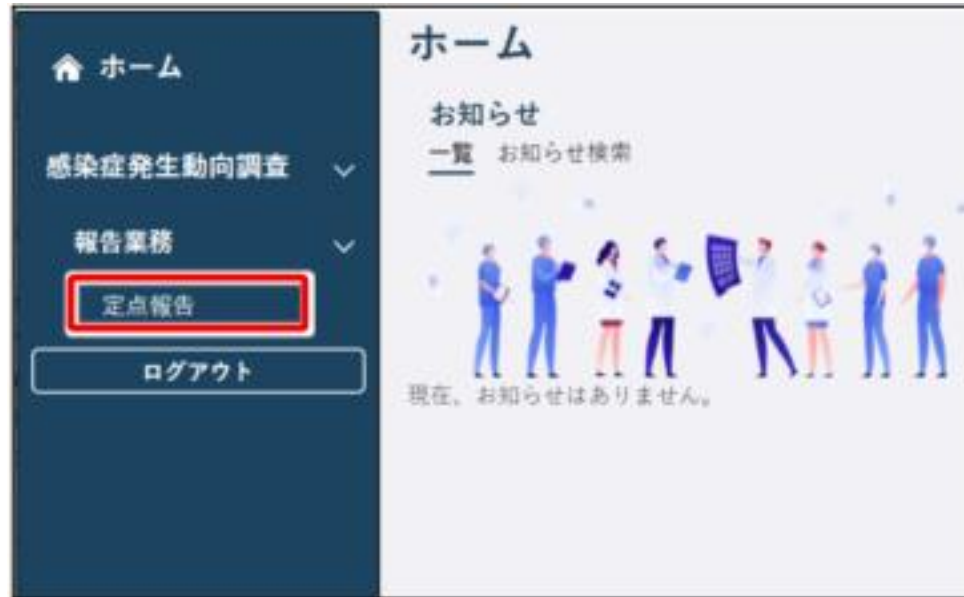 ホーム
感染症発生動向調査
報告業務
定点報告
ログアウト
ホーム
お知らせ
一覧 お知らせ検索
現在、お知らせはありません。